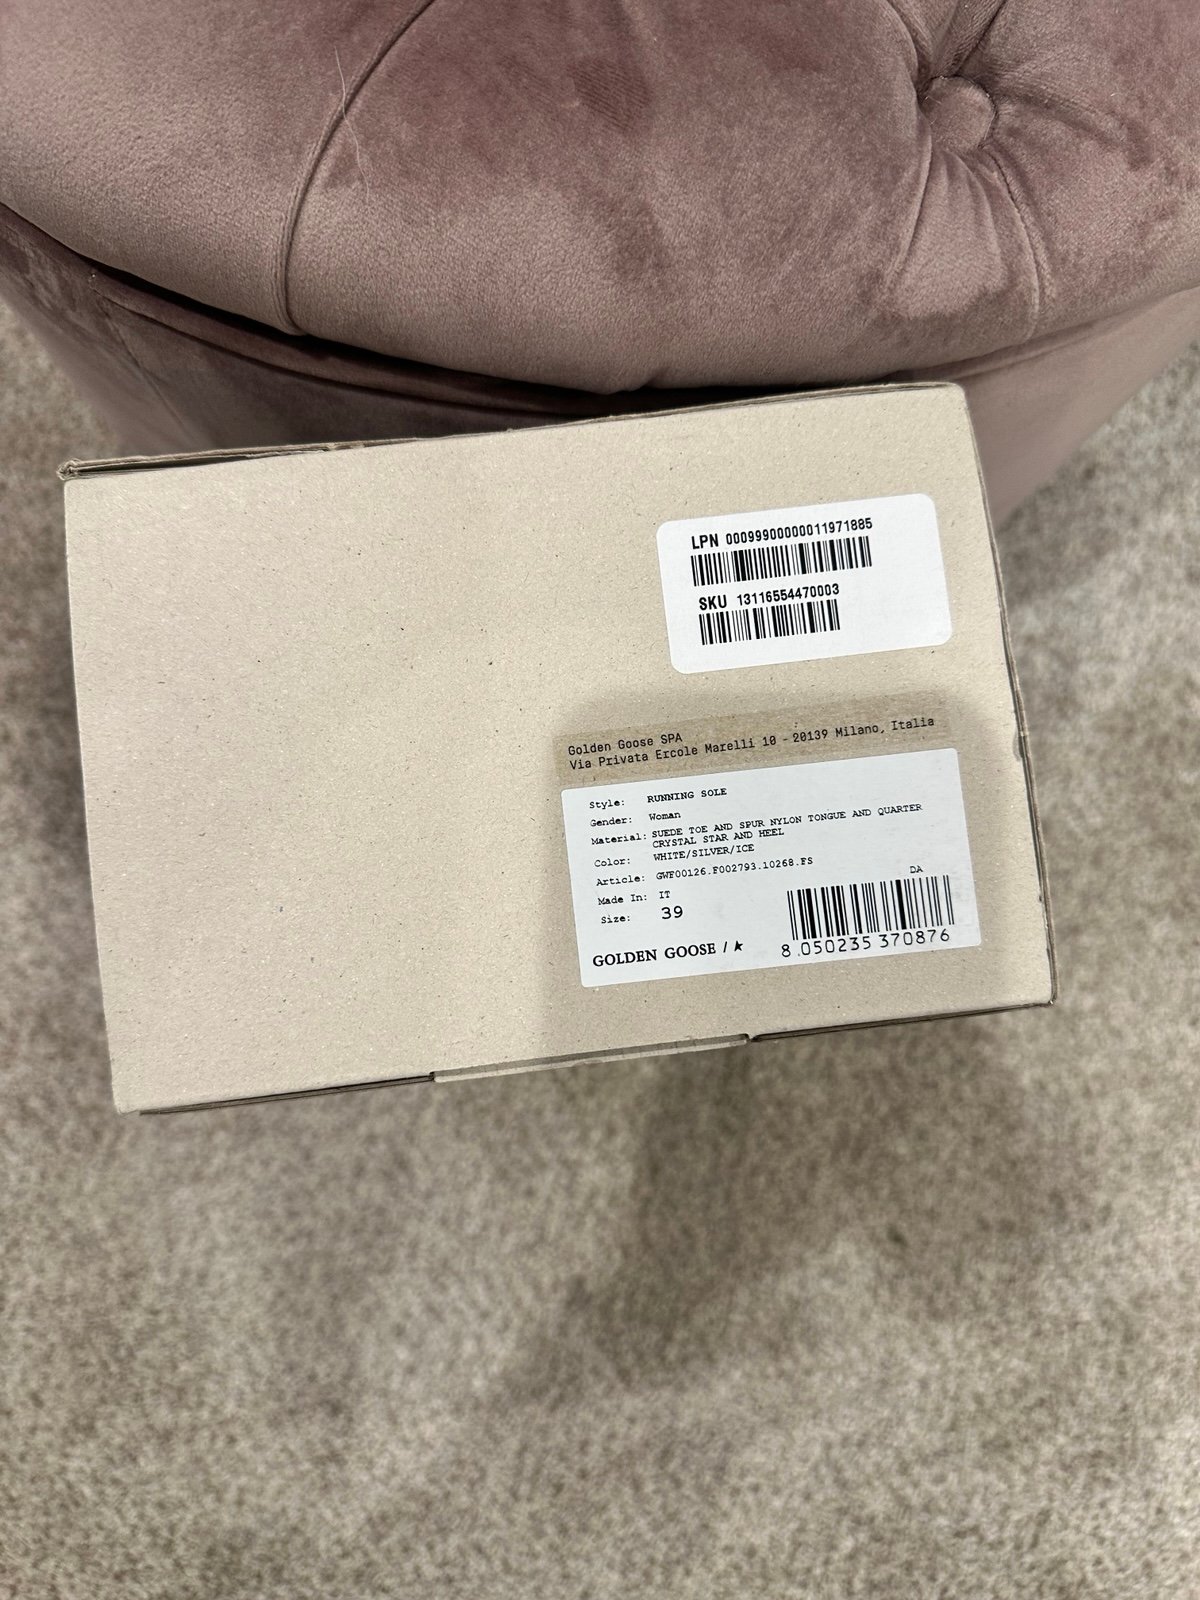 LPN 00099900000011971885
SKU 13116554470003
Golden Goose SPA
Via Privata Ercole Marelli 10 - 20139 Milano, Italia
Style: RUNNING SOLE
Gender: Woman
Material: SUEDE TOE AND SPUR NYLON TONGUE AND QUARTER
CRYSTAL STAR AND HEEL
Color: WHITE/SILVER/ICE
Article: GWF00126.F002793.10268.FS
Made In: IT
Size: 39
DA
GOLDEN GOOSE /
8 050235 370876